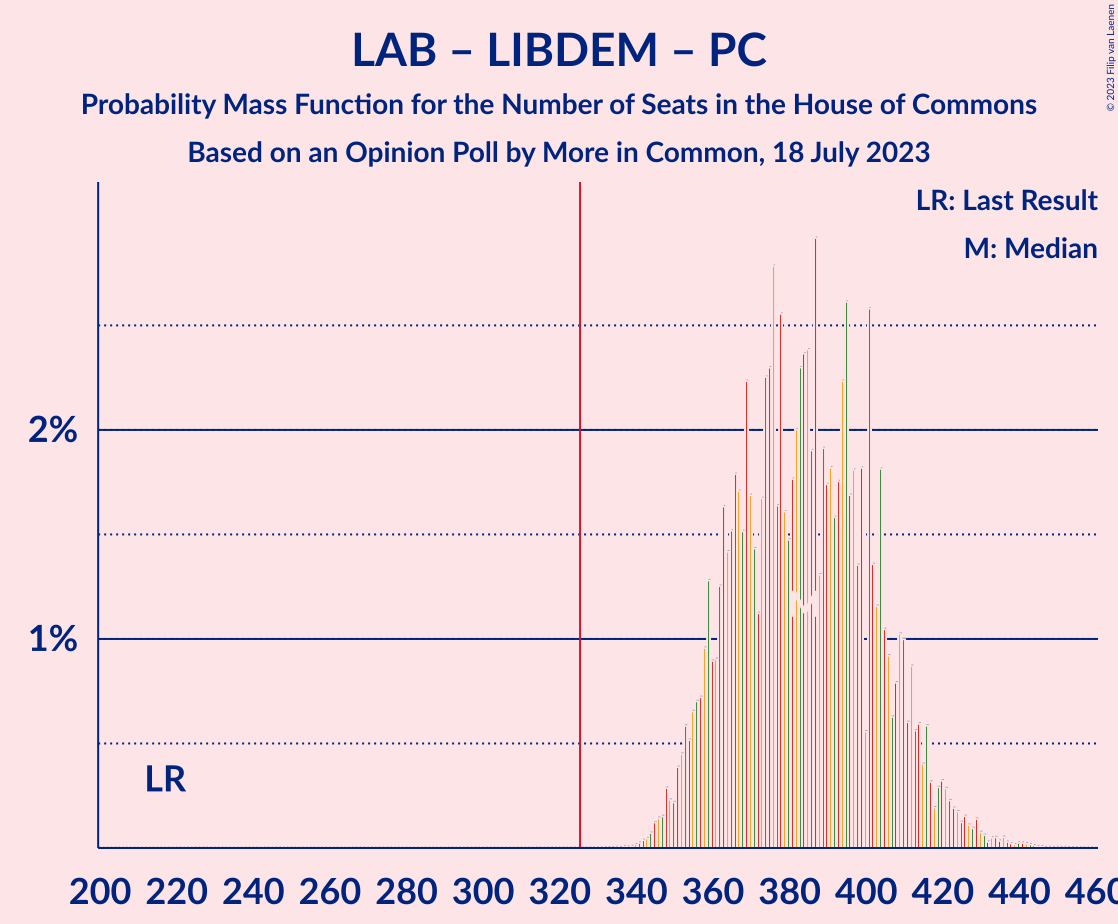 LAB – LIBDEM – PC
Probability Mass Function for the Number of Seats in the House of Commons
Based on an Opinion Poll by More in Common, 18 July 2023
© 2023 Filip van Laenen
LR: Last Result
M: Median
2%
1%
LR
200 220 240 260 280 300 320 340 360 380 400 420 440 460